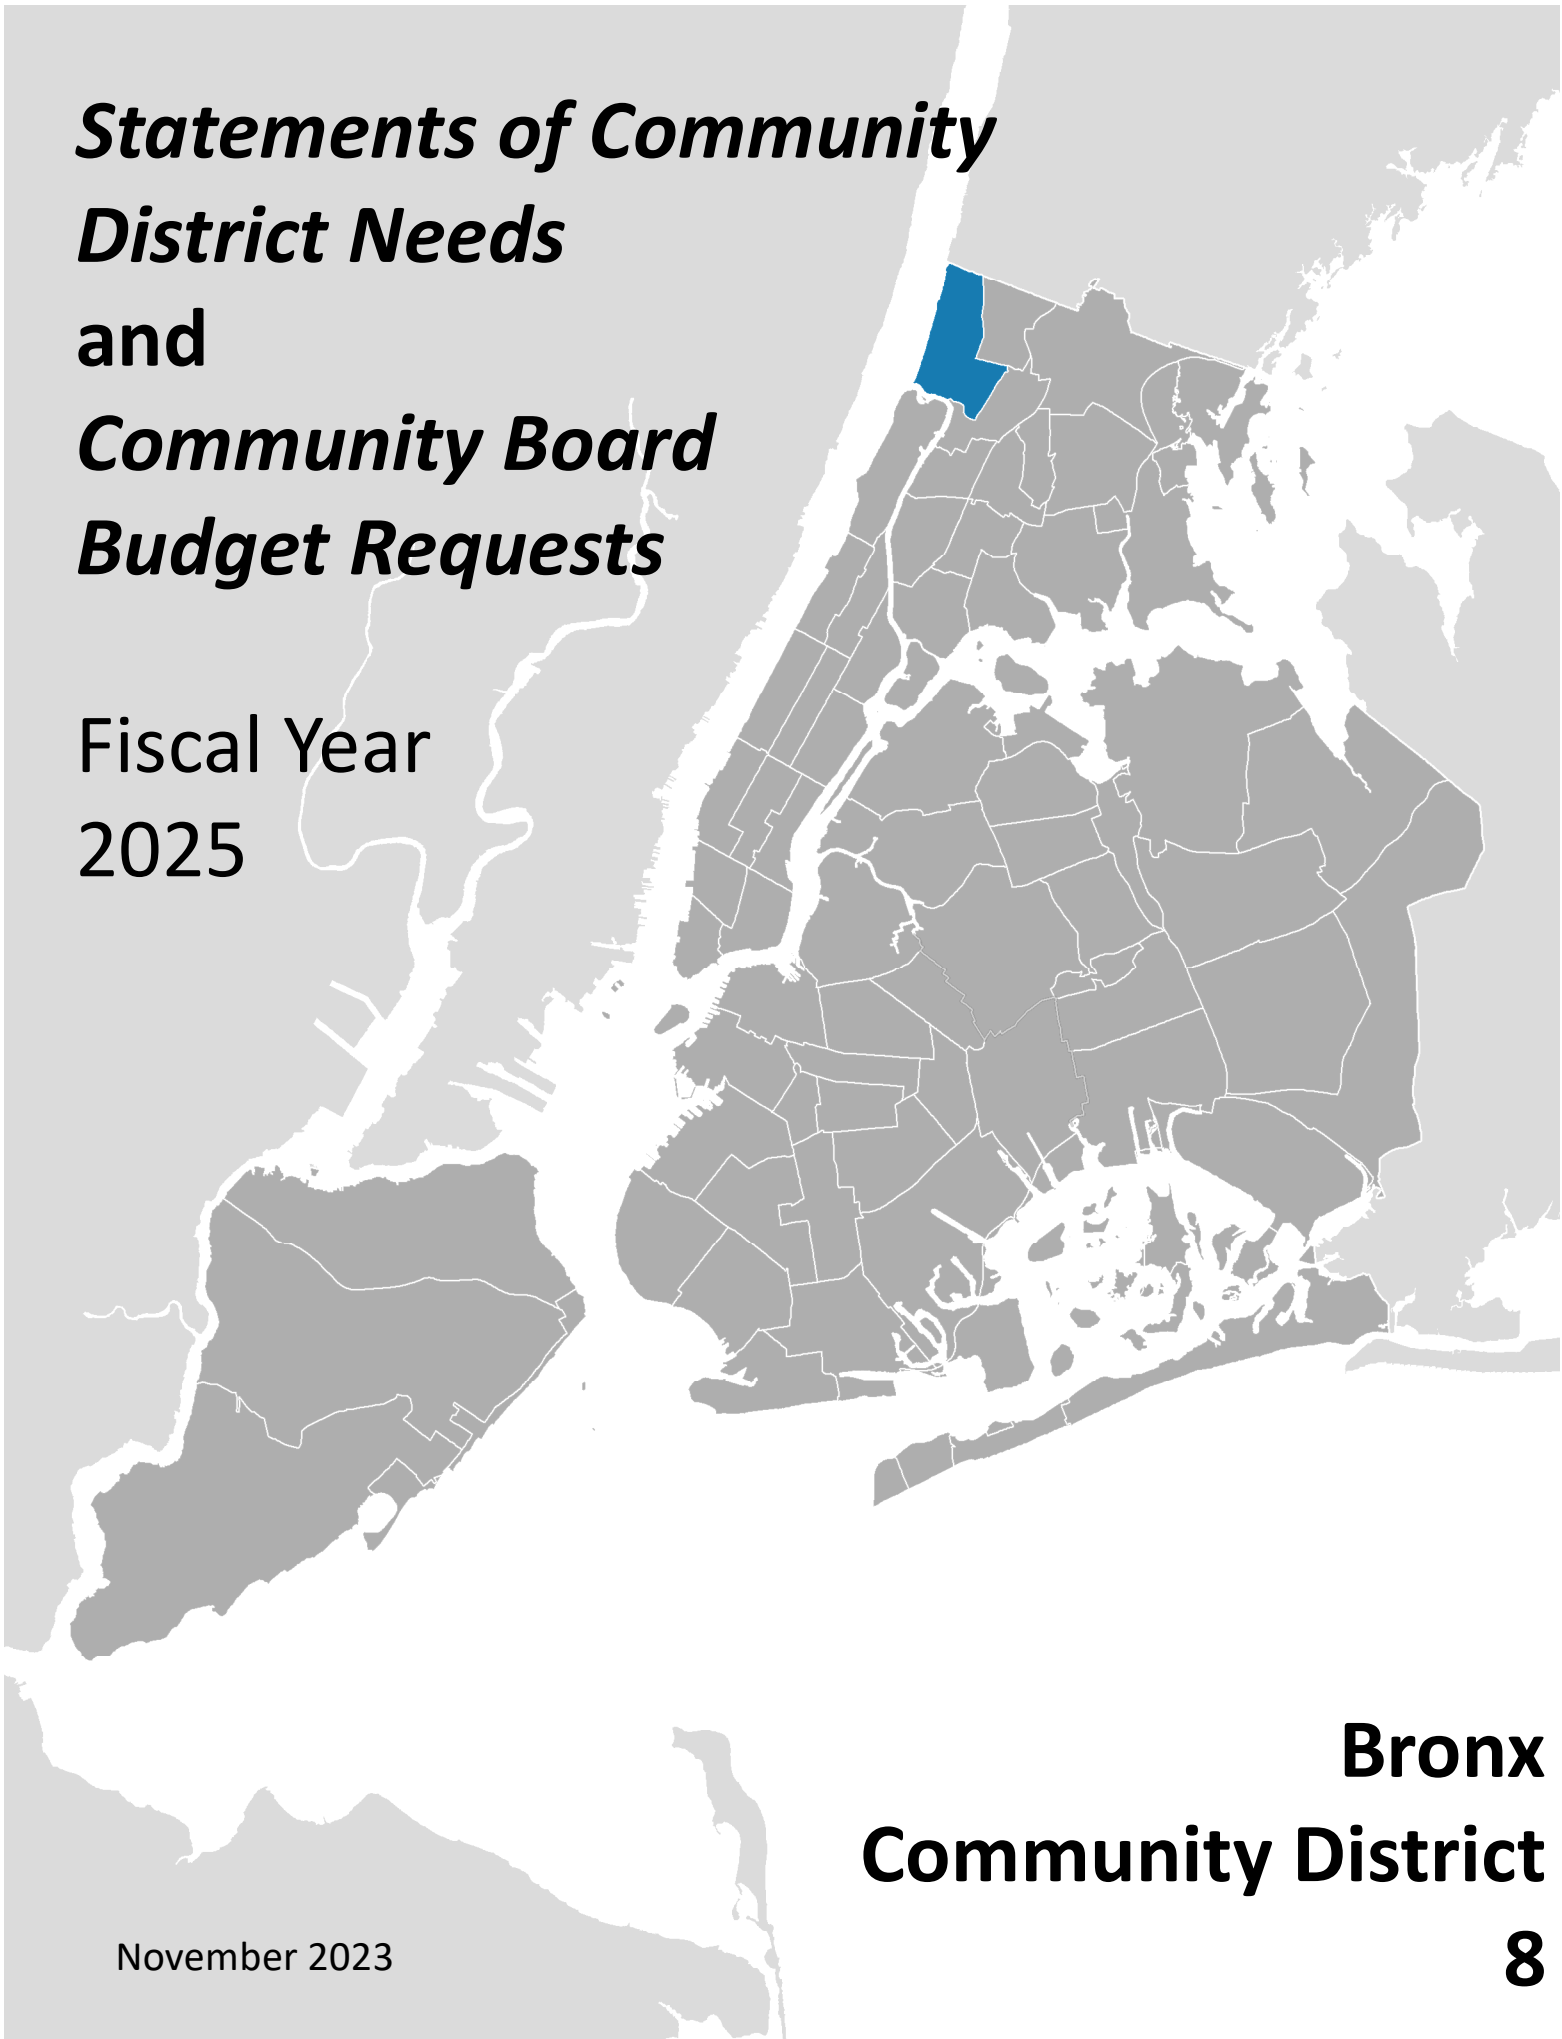 Statements of Community
District Needs
and
Community Board
Budget Requests
Fiscal Year
2025
Bronx
Community District
8
November 2023